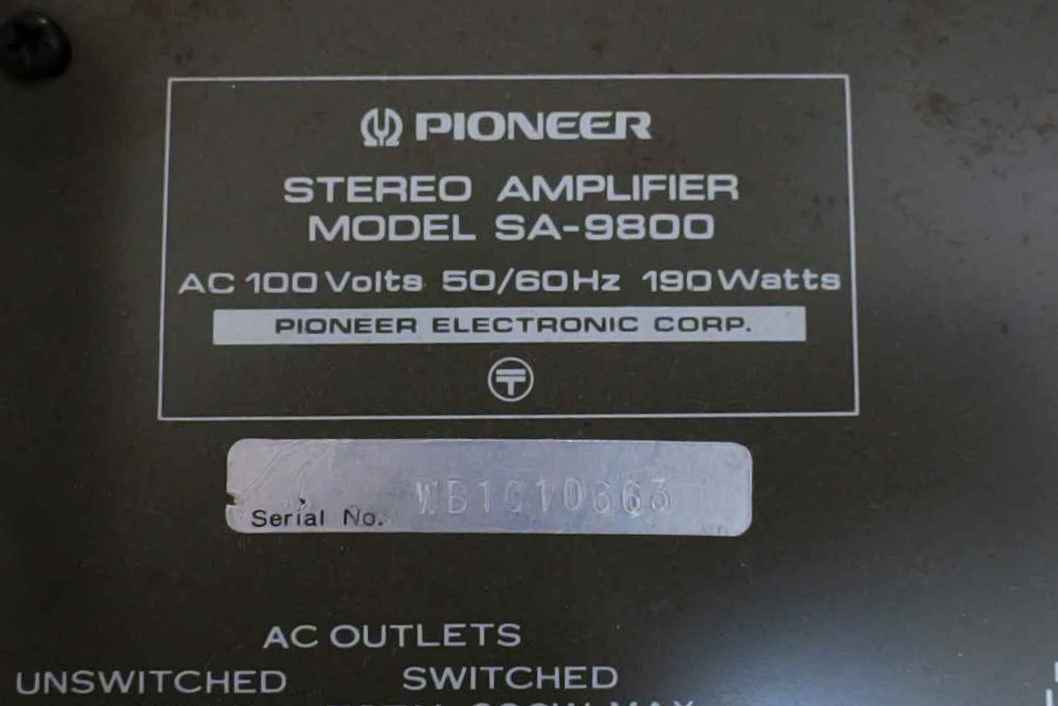 PIONEER
STEREO AMPLIFIER
MODEL SA-9800
AC 100 Volts 50/60Hz 190 Watts
PIONEER ELECTRONIC CORP.
Serial No.
AC OUTLETS
UNSWITCHED SWITCHED